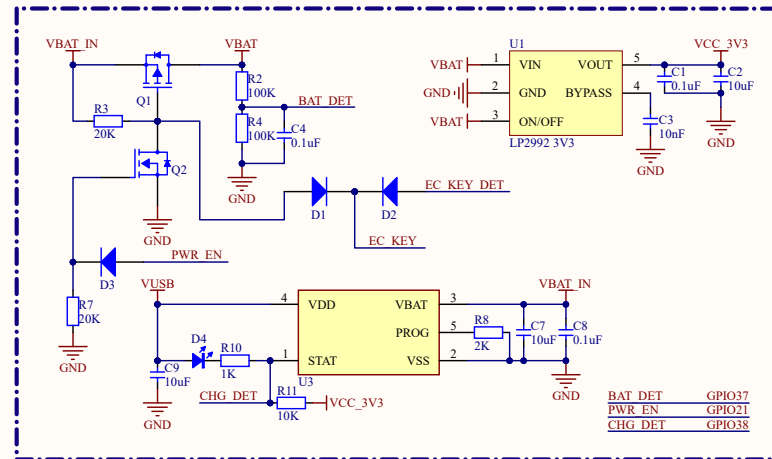 VBAT_IN
VBAT
Q1
R3
20K
R2
100K
BAT_DET
R4
100K
C4
0.1uF
GND
Q2
GND
D1
D2
EC_KEY_DET
EC_KEY
D3
PWR_EN
R7
20K
GND
U1
VBAT
1
VIN
VOUT
5
VCC_3V3
GND
2
GND
BYPASS
4
C1
0.1uF
C2
10uF
VBAT
3
ON/OFF
LP2992 3V3
C3
10nF
GND
GND
VUSB
4
VDD
VBAT
3
VBAT_IN
PROG
5
R8
2K
C7
10uF
C8
0.1uF
D4
R10
1K
1
STAT
VSS
2
U3
C9
10uF
GND
CHG_DET
R11
10K
VCC_3V3
GND
BAT_DET GPIO37
PWR_EN GPIO21
CHG_DET GPIO38